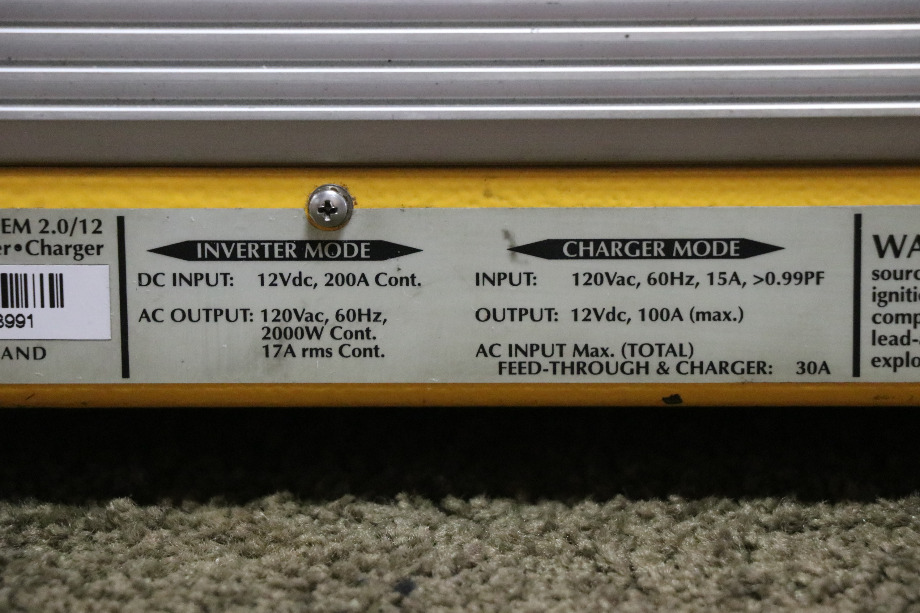 EM 2.0/12
er•Charger
3991
AND
INVERTER MODE
DC INPUT: 12Vdc, 200A Cont.
AC OUTPUT: 120Vac, 60Hz,
2000W Cont.
17A rms Cont.
CHARGER MODE
INPUT: 120Vac, 60Hz, 15A, >0.99PF
OUTPUT: 12Vdc, 100A (max.)
AC INPUT Max. (TOTAL)
FEED-THROUGH & CHARGER: 30A
WA
sourc
igniti
comp
lead-
explo